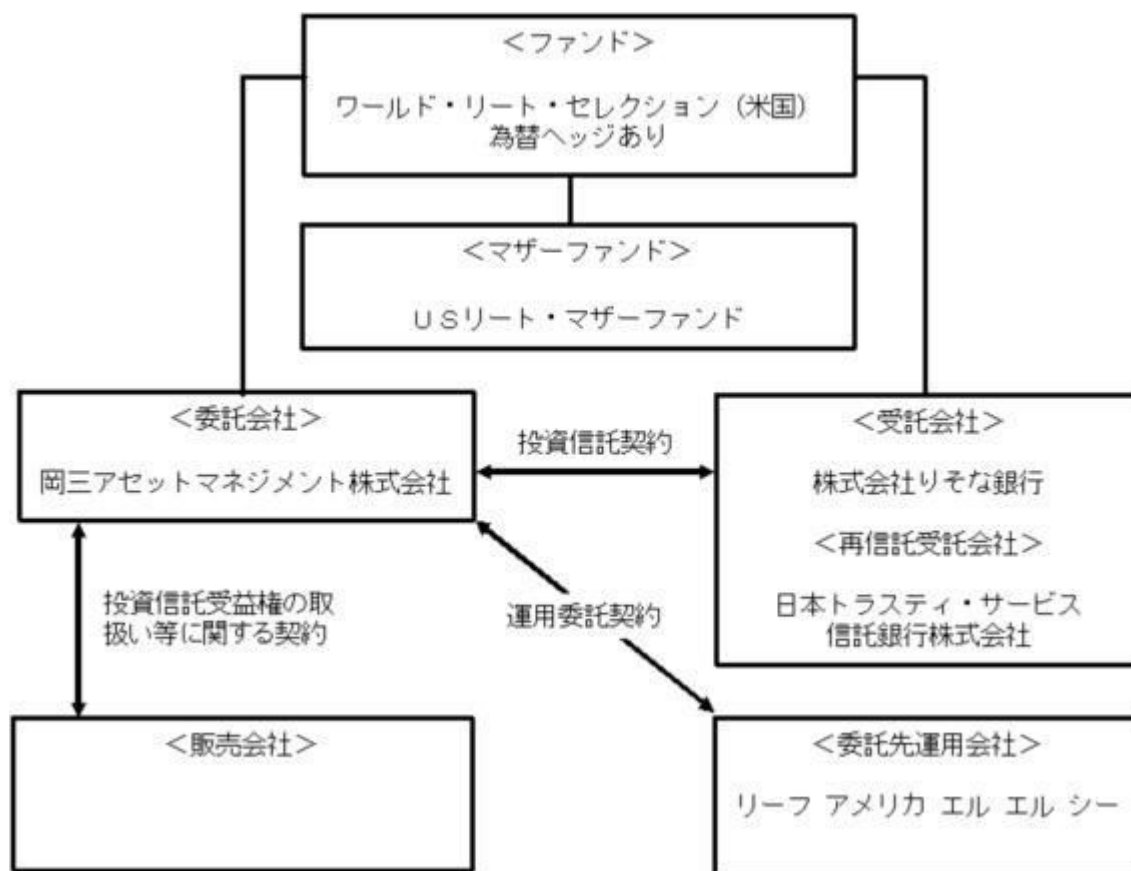 ＜ファンド＞
ワールド・リート・セレクション（米国）
為替ヘッジあり
＜マザーファンド＞
ＵＳリート・マザーファンド
＜委託会社＞
岡三アセットマネジメント株式会社
投資信託契約
＜受託会社＞
株式会社りそな銀行
＜再信託受託会社＞
日本トラスティ・サービス
信託銀行株式会社
投資信託受益権の取
扱い等に関する契約
運用委託契約
＜販売会社＞
＜委託先運用会社＞
リーフ アメリカ エル エル シー